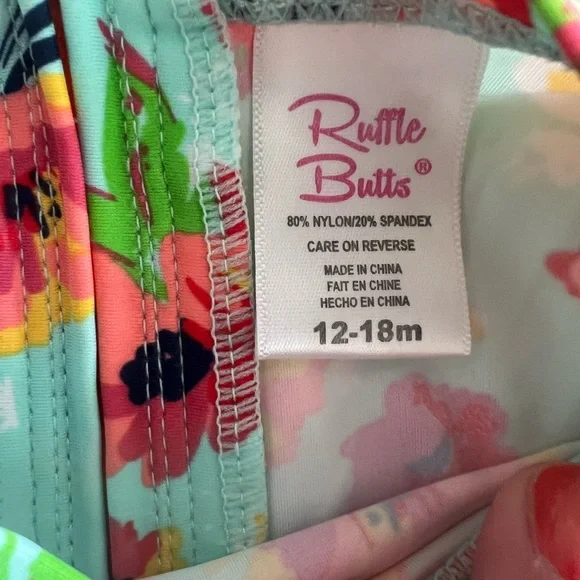 Ruffle
Butts®
80% NYLON/20% SPANDEX
CARE ON REVERSE
MADE IN CHINA
FAIT EN CHINE
HECHO EN CHINA
12-18m